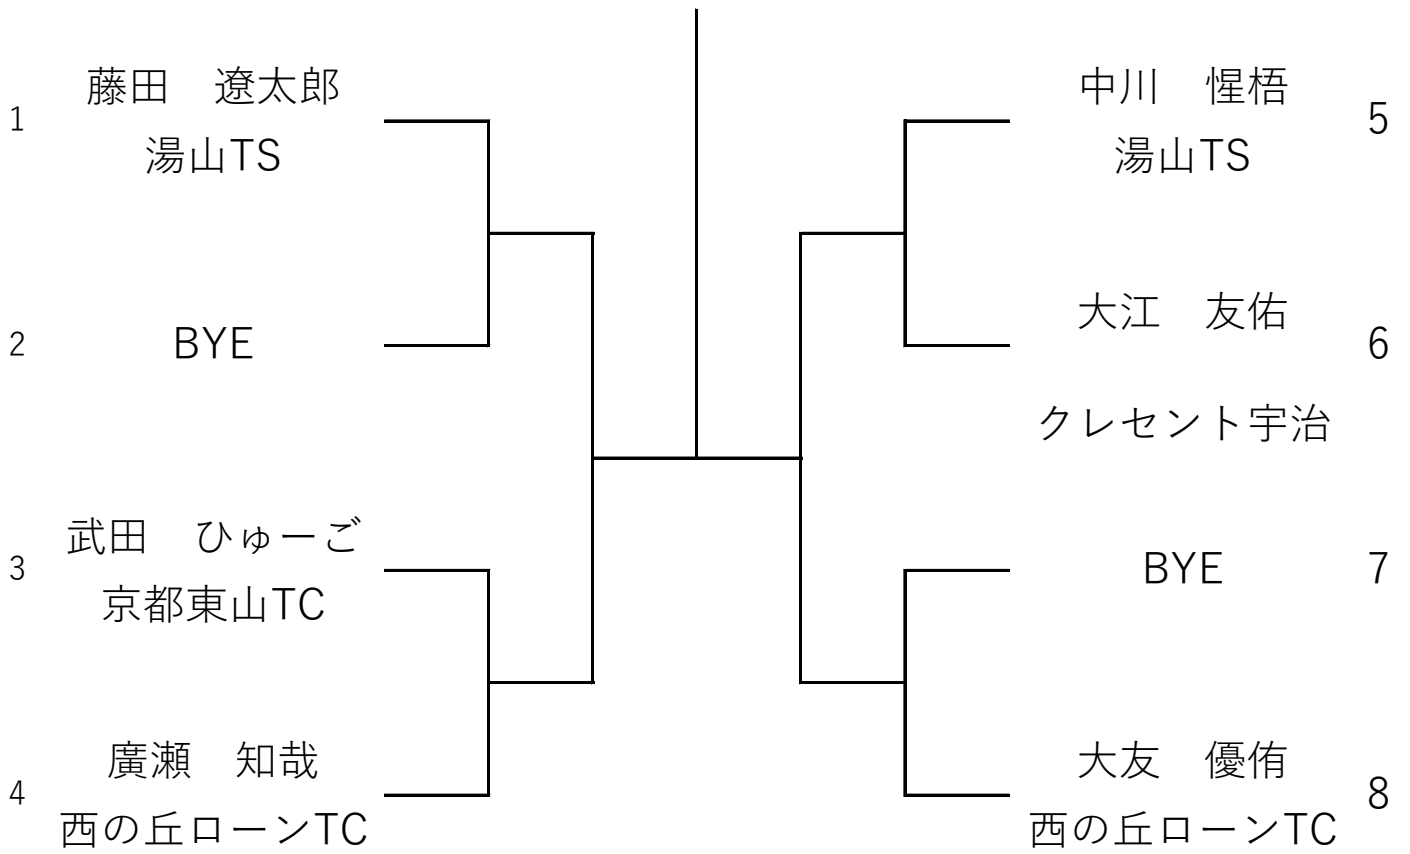 1
藤田　遼太郎
湯山TS
2
BYE
3
武田　ひゅーご
京都東山TC
4
廣瀬　知哉
西の丘ローンTC
中川　惺梧
湯山TS
5
大江　友佑
6
クレセント宇治
BYE
7
大友　優侑
8
西の丘ローンTC